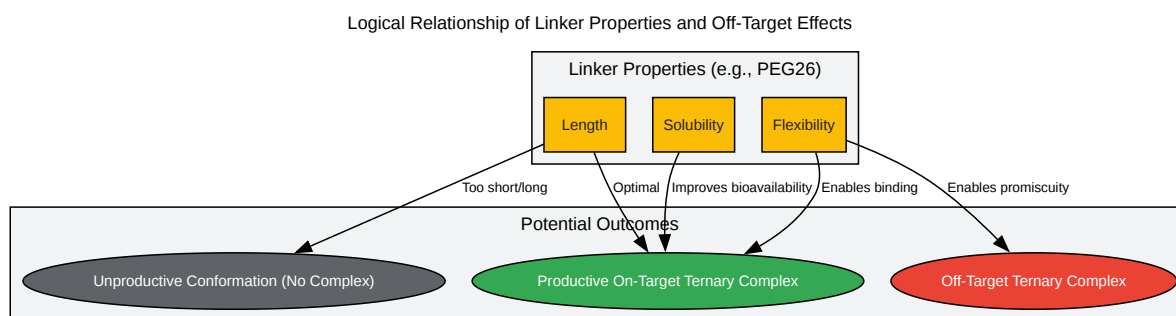 Logical Relationship of Linker Properties and Off-Target Effects
Linker Properties (e.g., PEG26)
Length
Solubility
Flexibility
Too short/long
Optimal
Improves bioavailability
Enables binding
Enables promiscuity
Potential Outcomes
Unproductive Conformation (No Complex)
Productive On-Target Ternary Complex
Off-Target Ternary Complex